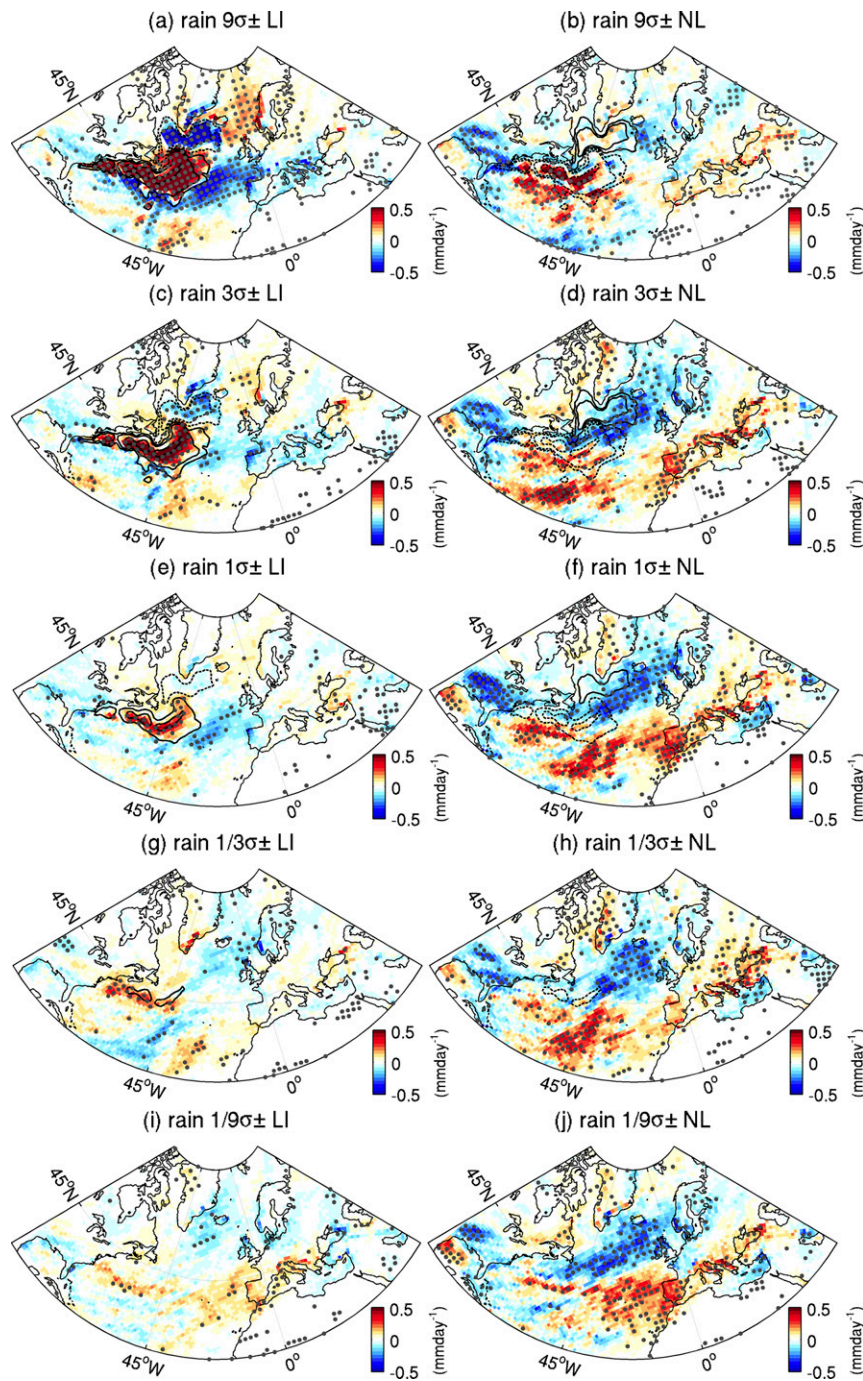 (a) rain 9σ± LI
(b) rain 9σ± NL
45°N
45°N
0.5
0
-0.5
(mmday⁻¹)
0.5
0
-0.5
(mmday⁻¹)
45°W
0°
45°W
0°
(c) rain 3σ± LI
(d) rain 3σ± NL
45°N
45°N
0.5
0
-0.5
(mmday⁻¹)
0.5
0
-0.5
(mmday⁻¹)
45°W
0°
45°W
0°
(e) rain 1σ± LI
(f) rain 1σ± NL
45°N
45°N
0.5
0
-0.5
(mmday⁻¹)
0.5
0
-0.5
(mmday⁻¹)
45°W
0°
45°W
0°
(g) rain 1/3σ± LI
(h) rain 1/3σ± NL
45°N
45°N
0.5
0
-0.5
(mmday⁻¹)
0.5
0
-0.5
(mmday⁻¹)
45°W
0°
45°W
0°
(i) rain 1/9σ± LI
(j) rain 1/9σ± NL
45°N
45°N
0.5
0
-0.5
(mmday⁻¹)
0.5
0
-0.5
(mmday⁻¹)
45°W
0°
45°W
0°